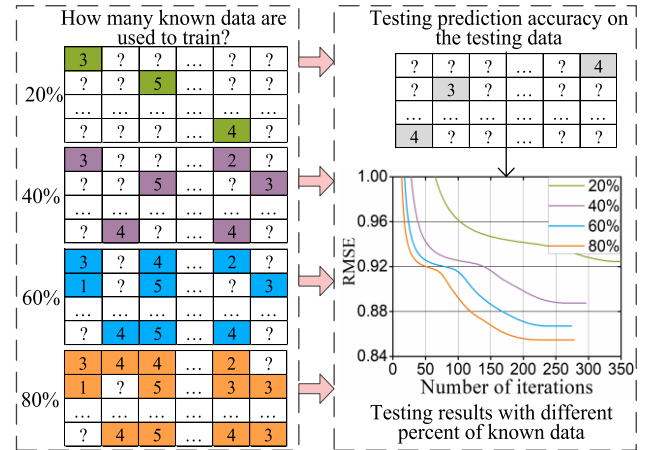 How many known data are
used to train?
20%
3 ? ? ... ? ?
? ? 5 ... ? ?
... ... ... ... ... ...
? ? ? ... 4 ?
40%
3 ? ? ... 2 ?
? ? 5 ... ? 3
... ... ... ... ... ...
? 4 ? ... 4 ?
60%
3 ? 4 ... 2 ?
1 ? 5 ... ? 3
... ... ... ... ... ...
? 4 5 ... 4 ?
80%
3 4 4 ... 2 ?
1 ? 5 ... 3 3
... ... ... ... ... ...
? 4 5 ... 4 3
Testing prediction accuracy on
the testing data
? ? ? ... ? 4
? 3 ? ... ? ?
... ... ... ... ... ...
4 ? ? ... ? ?
RMSE
1.00
0.96
0.92
0.88
0.84
20%
40%
60%
80%
0 50 100 150 200 250 300 350
Number of iterations
Testing results with different
percent of known data